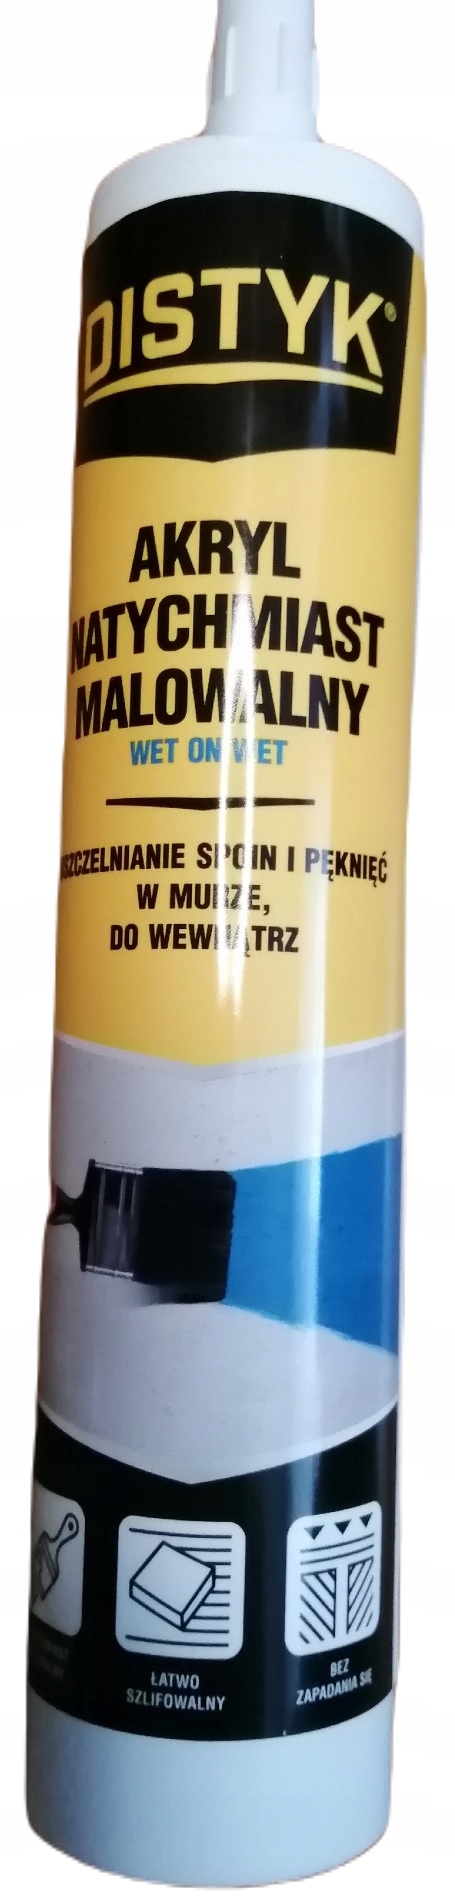 DISTYK®
AKRYL
NATYCHMIAST
MALOWALNY
WET ON WET
USZCZELNIANIE SPOIN I PĘKNIĘĆ
W MURZE,
DO WEWNĄTRZ
ŁATWO
SZLIFOWALNY
BEZ
ZAPADANIA SIĘ